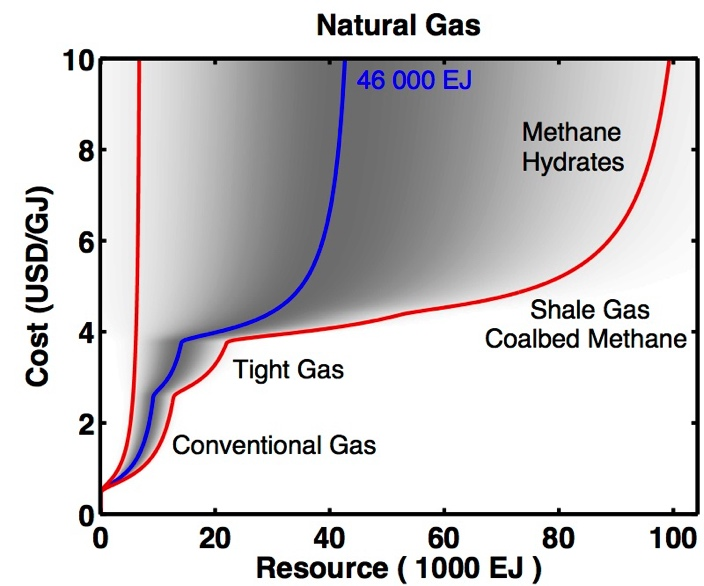 Natural Gas
10
46 000 EJ
Methane
Hydrates
8
6
Cost (USD/GJ)
Shale Gas
Coalbed Methane
4
Tight Gas
2
Conventional Gas
0
0 20 40 60 80 100
Resource ( 1000 EJ )